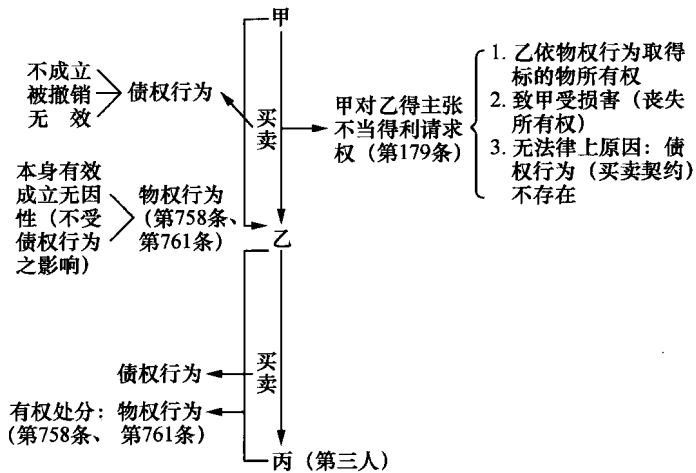 甲
不成立
被撤销
无 效
债权行为
买
卖
甲对乙得主张
不当得利请求
权（第179条）
1. 乙依物权行为取得
标的物所有权
2. 致甲受损害（丧失
所有权）
3. 无法律上原因：债
权行为（买卖契约）
不存在
本身有效
成立无因
性（不受
债权行为
之影响）
物权行为
（第758条、
第761条）
乙
买
卖
债权行为
有权处分：物权行为
（第758条、 第761条）
丙（第三人）